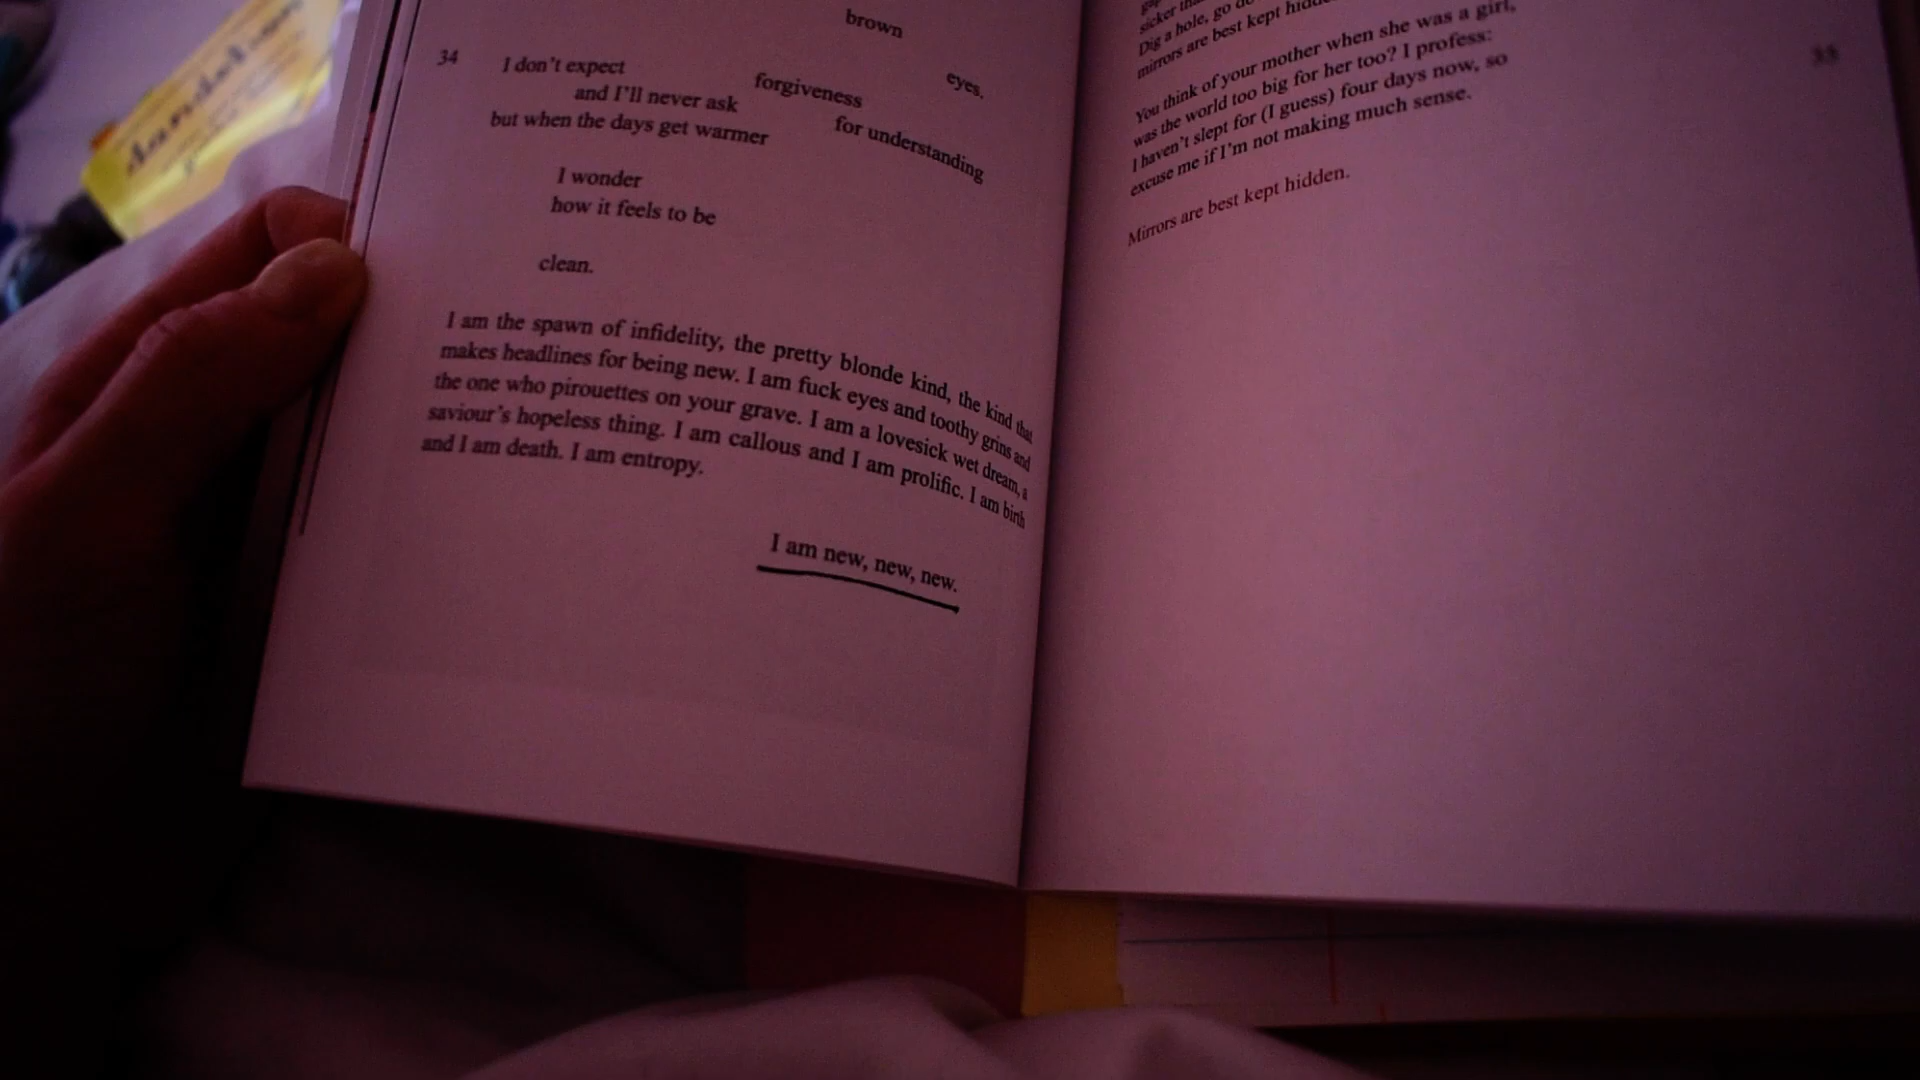 brown
eyes.
34
I don't expect
forgiveness
and I'll never ask
for understanding
but when the days get warmer
I wonder
how it feels to be
clean.
I am the spawn of infidelity, the pretty blonde kind, the kind that
makes headlines for being new. I am fuck eyes and toothy grins and
the one who pirouettes on your grave. I am a lovesick wet dream, a
saviour's hopeless thing. I am callous and I am prolific. I am birth
and I am death. I am entropy.
I am new, new, new.
sicker
Dig a hole, go
mirrors are best kept
You think of your mother when she was a girl,
was the world too big for her too? I profess:
I haven't slept for (I guess) four days now, so
excuse me if I'm not making much sense.
Mirrors are best kept hidden.